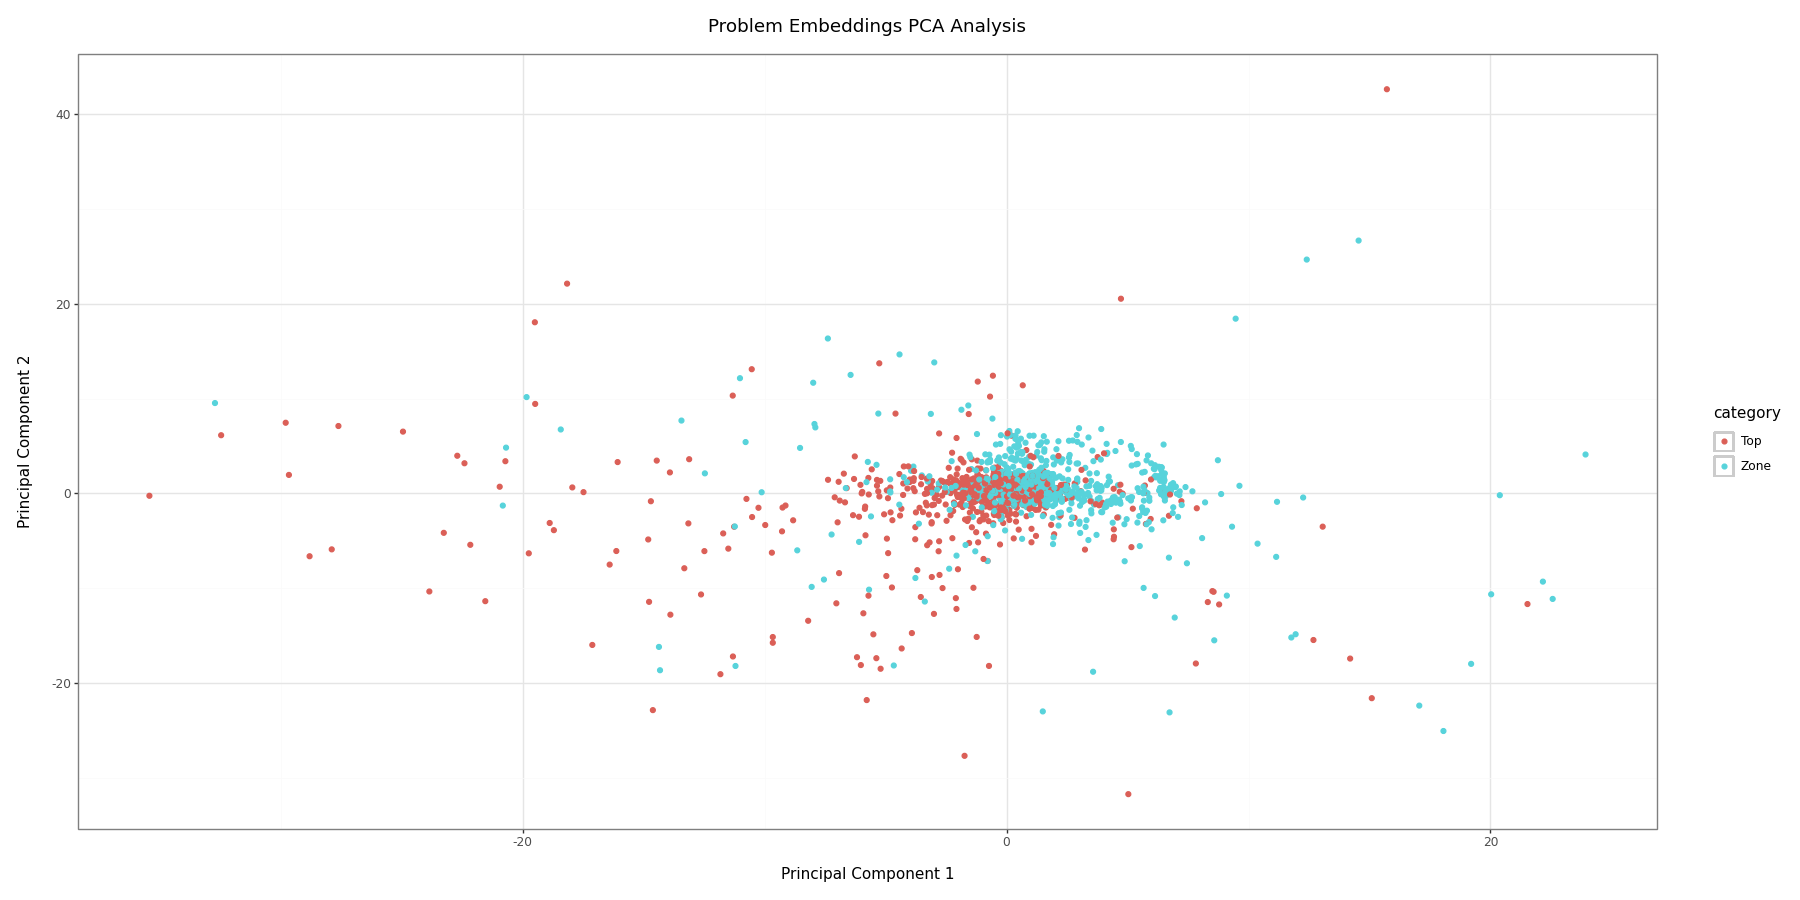 Problem Embeddings PCA Analysis
40
20
0
-20
Principal Component 2
-20
0
20
Principal Component 1
category
Top
Zone